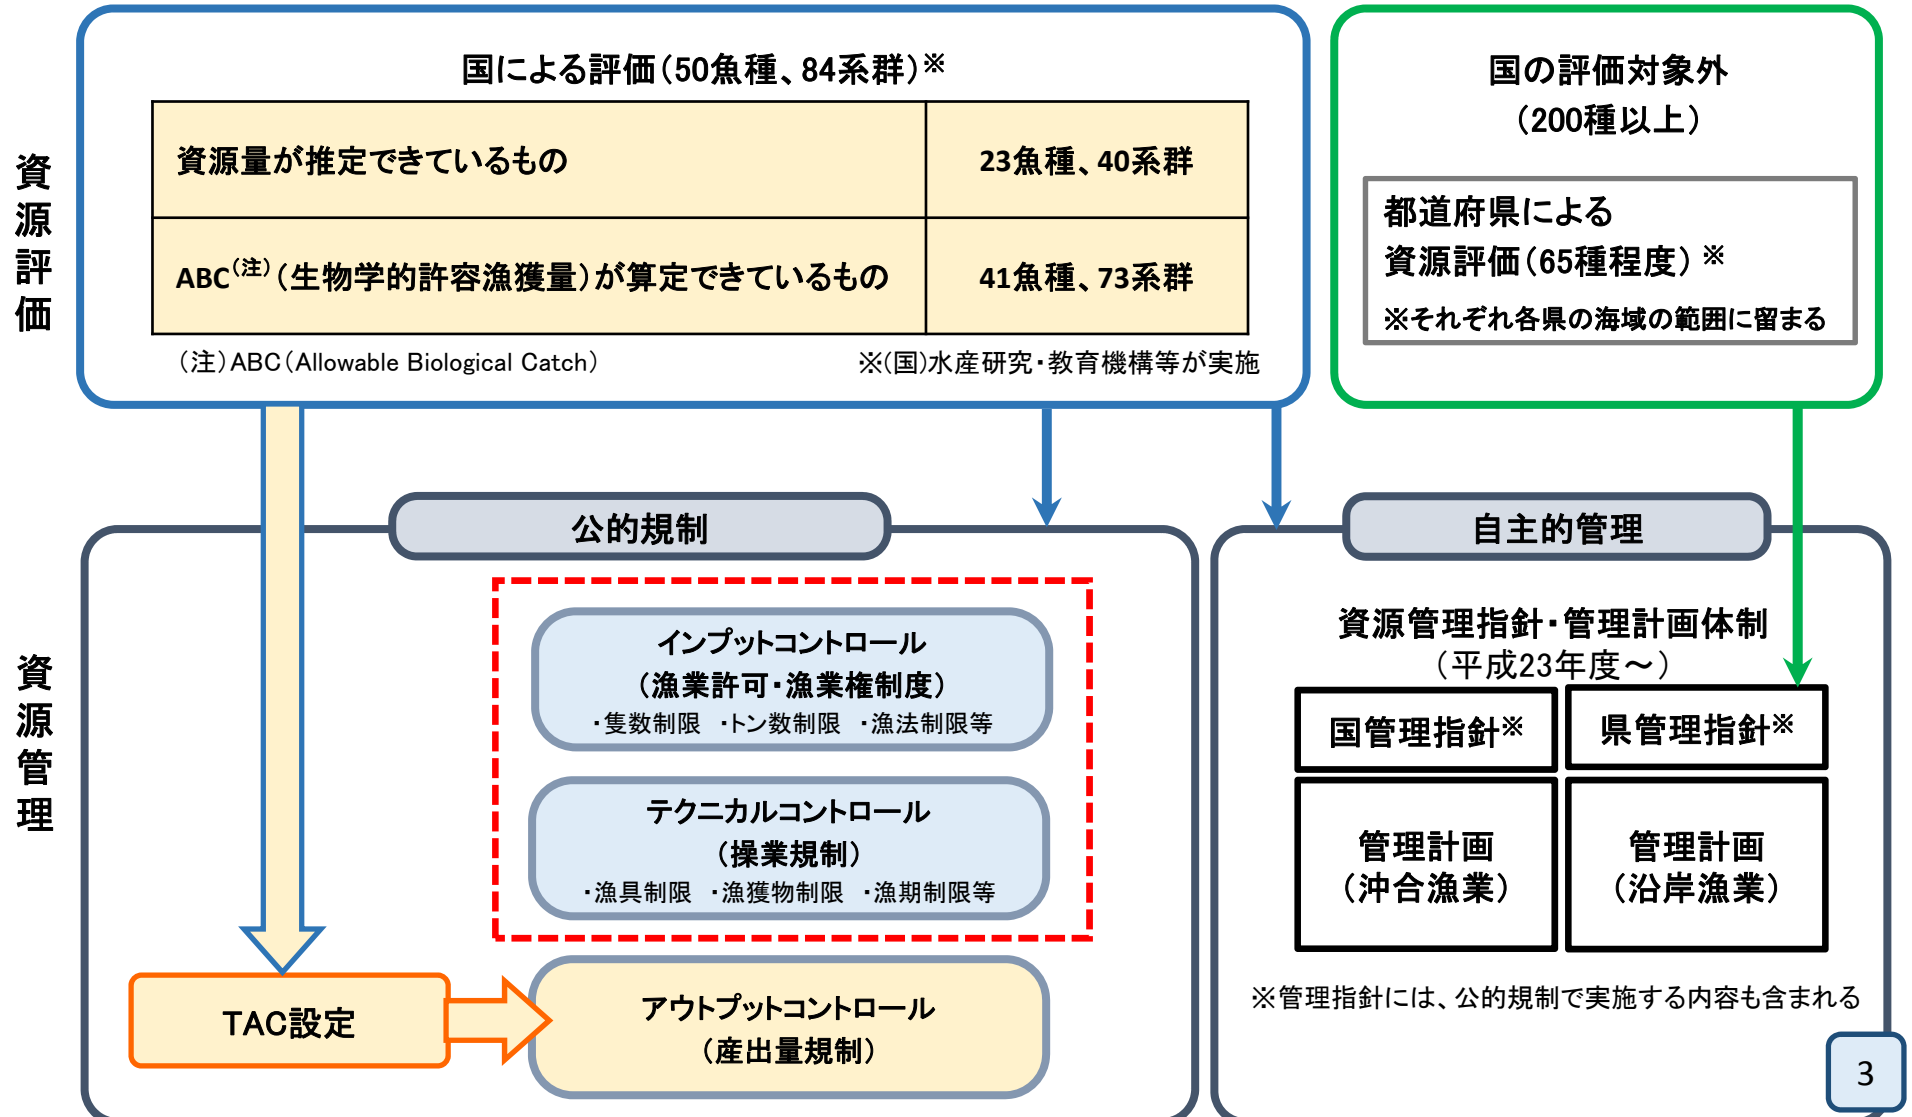 資源評価
国による評価（50魚種、84系群）※
資源量が推定できているもの
23魚種、40系群
ABC（注）（生物学的許容漁獲量）が算定できているもの
41魚種、73系群
（注）ABC（Allowable Biological Catch）
※(国)水産研究・教育機構等が実施
国の評価対象外
（200種以上）
都道府県による
資源評価（65種程度）※
※それぞれ各県の海域の範囲に留まる
資源管理
公的規制
インプットコントロール
（漁業許可・漁業権制度）
・隻数制限　・トン数制限　・漁法制限等
テクニカルコントロール
（操業規制）
・漁具制限　・漁獲物制限　・漁期制限等
TAC設定
アウトプットコントロール
（産出量規制）
自主的管理
資源管理指針・管理計画体制
（平成23年度～）
国管理指針※
県管理指針※
管理計画
（沖合漁業）
管理計画
（沿岸漁業）
※管理指針には、公的規制で実施する内容も含まれる
3